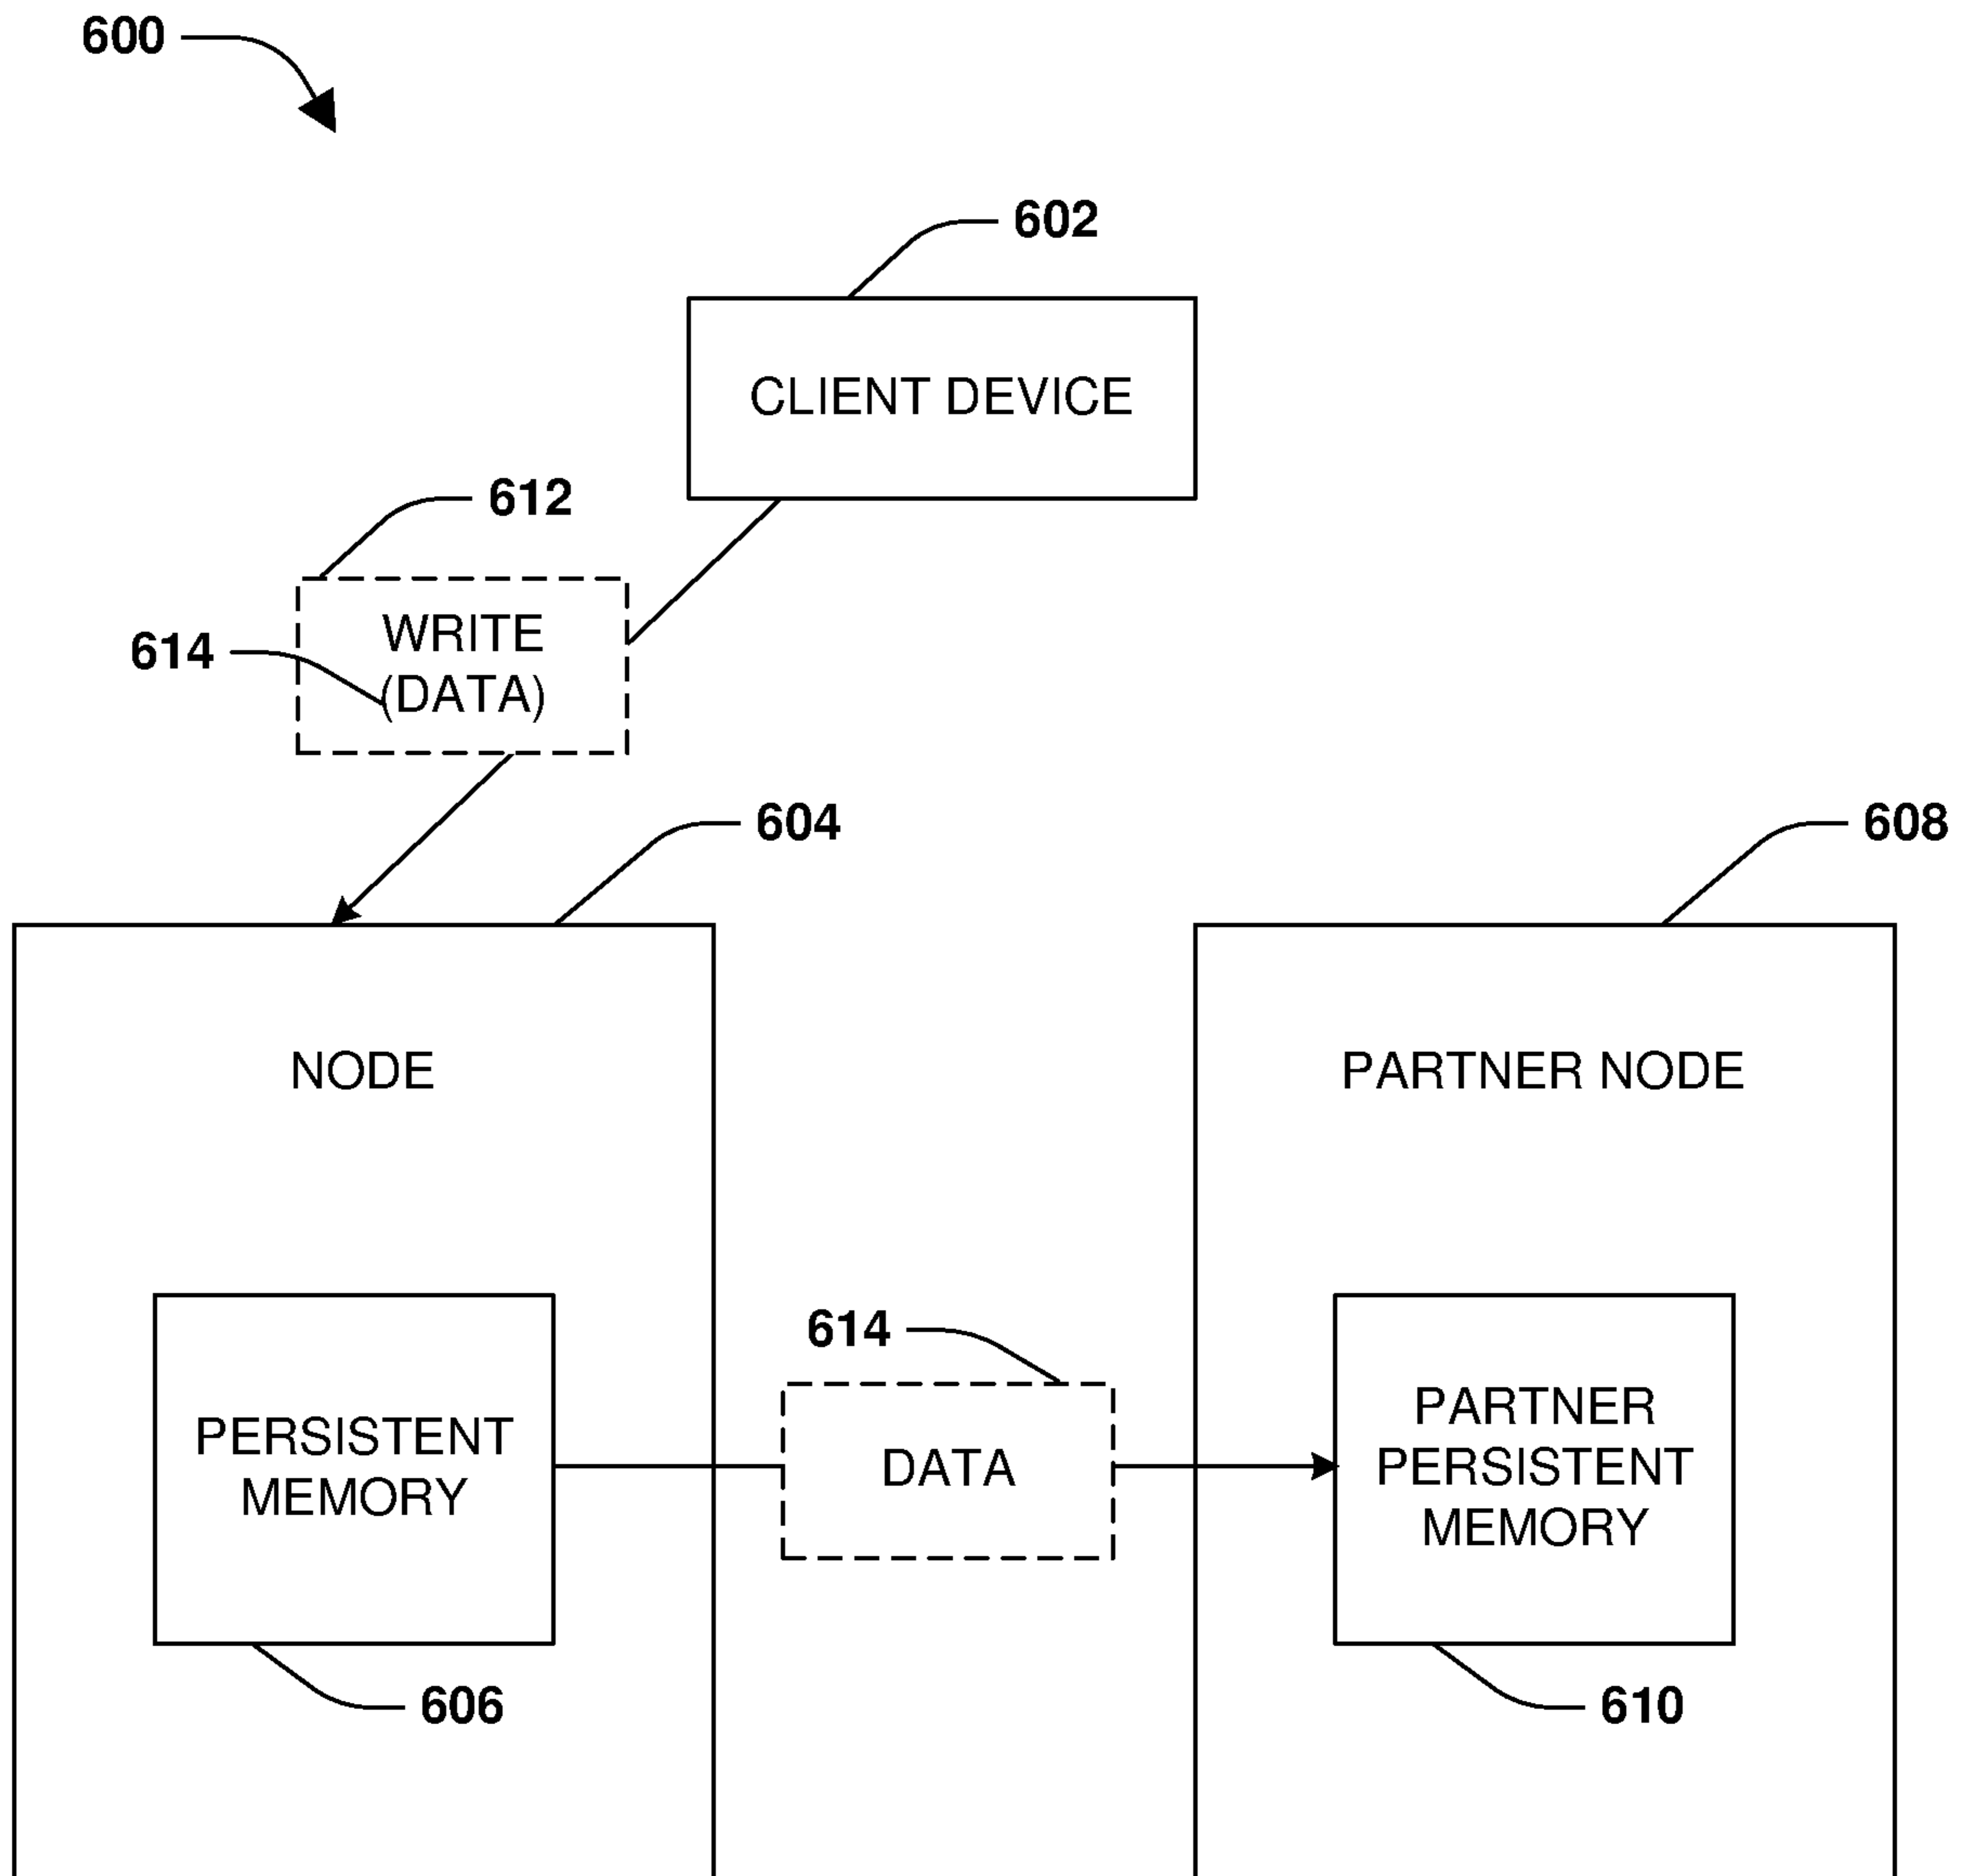 600
602
CLIENT DEVICE
612
WRITE
614
(DATA)
604
608
NODE
PARTNER NODE
614
PERSISTENT
MEMORY
DATA
PARTNER
PERSISTENT
MEMORY
606
610